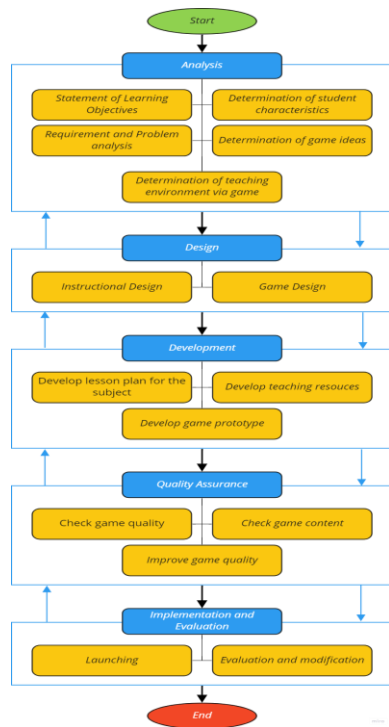 Start
Analysis
Statement of Learning
Objectives
Determination of student
characteristics
Requirement and Problem
analysis
Determination of game ideas
Determination of teaching
environment via game
Design
Instructional Design
Game Design
Development
Develop lesson plan for the
subject
Develop teaching resouces
Develop game prototype
Quality Assurance
Check game quality
Check game content
Improve game quality
Implementation and
Evaluation
Launching
Evaluation and modification
End